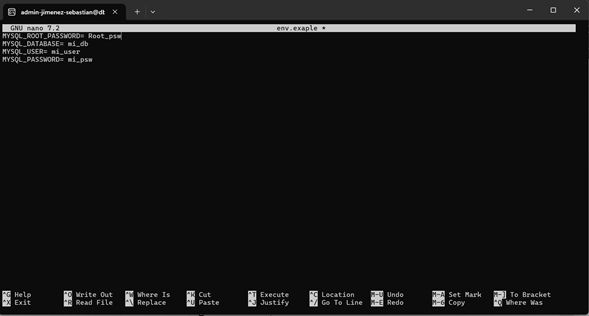 admin-jimenez-sebastian@dt
GNU nano 7.2 env.exaple *
MYSQL_ROOT_PASSWORD= Root_psw
MYSQL_DATABASE= mi_db
MYSQL_USER= mi_user
MYSQL_PASSWORD= mi_psw
^G Help ^O Write Out ^W Where Is ^K Cut ^T Execute ^C Location M-U Undo M-A Set Mark M-] To Bracket
^X Exit ^R Read File ^\ Replace ^U Paste ^J Justify ^/ Go To Line M-E Redo M-6 Copy ^Q Where Was